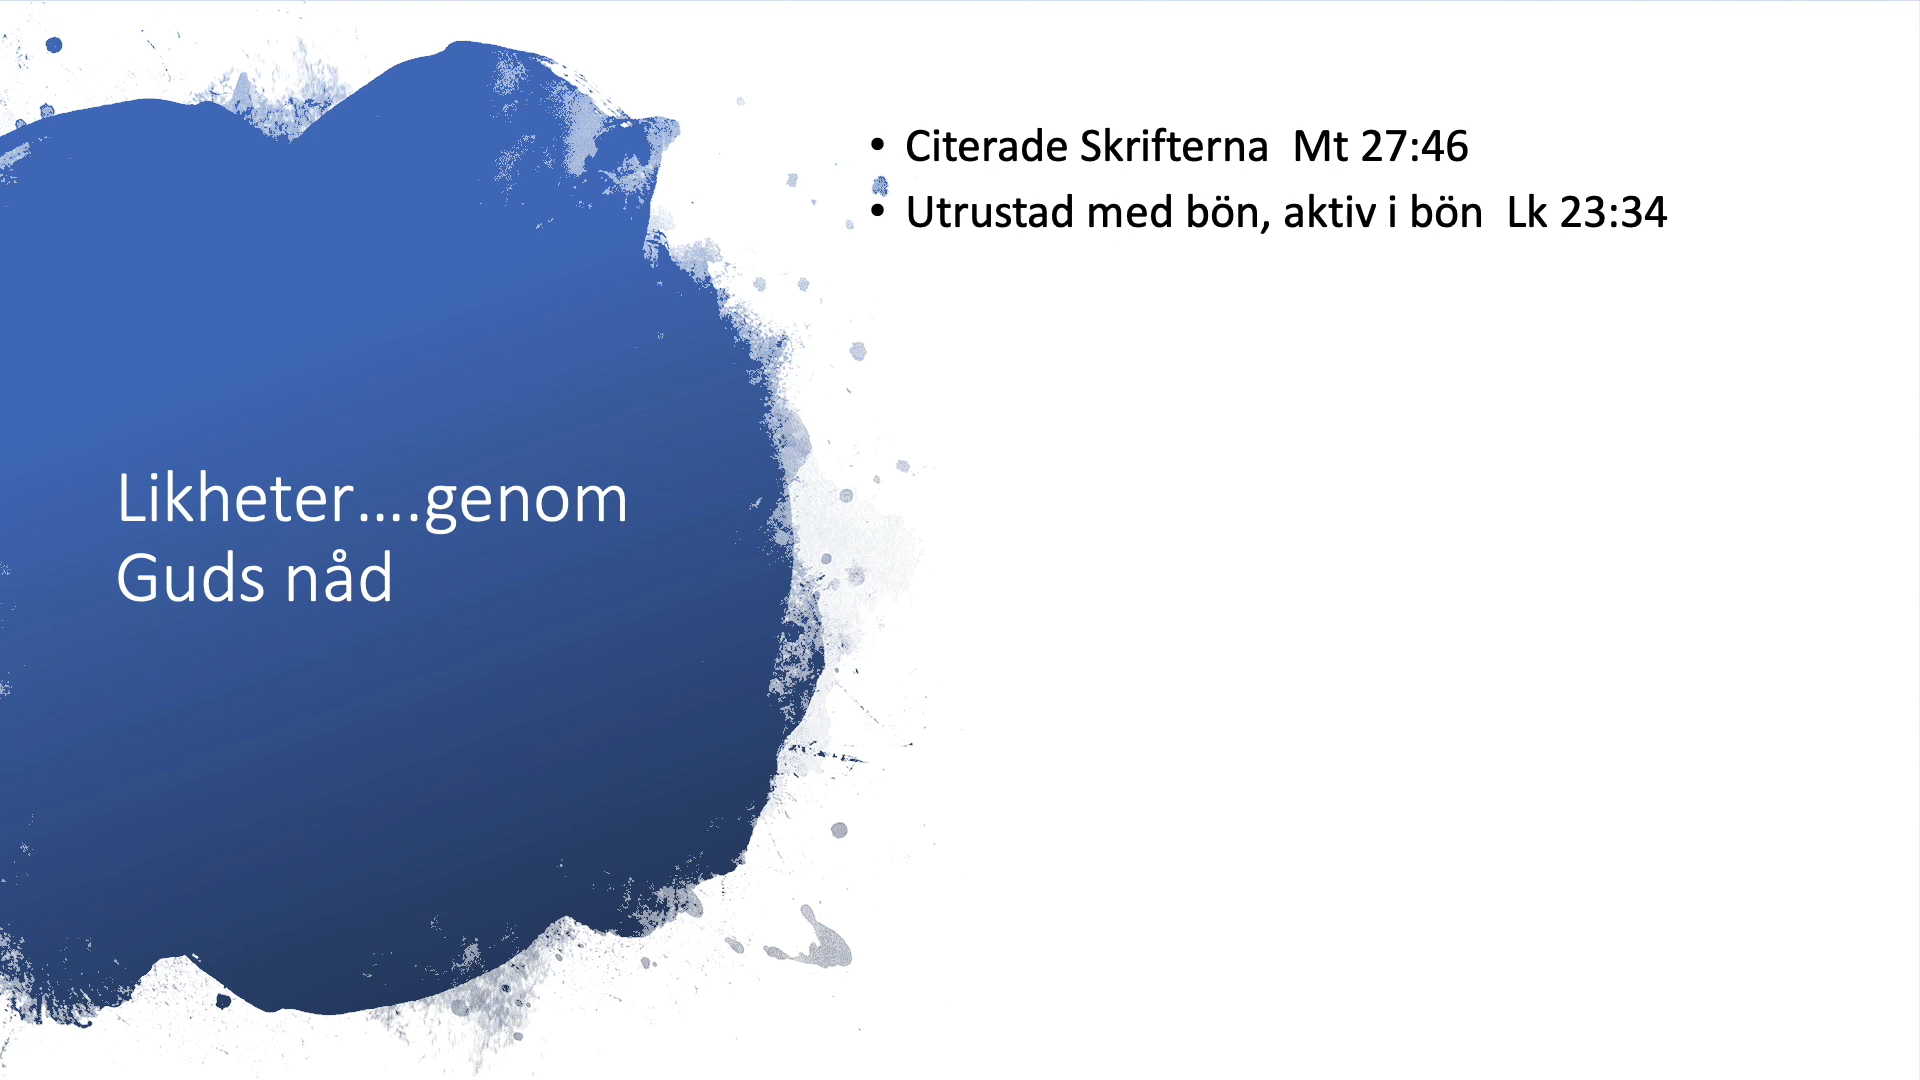 Likheter....genom
Guds nåd
• Citerade Skrifterna  Mt 27:46
• Utrustad med bön, aktiv i bön  Lk 23:34